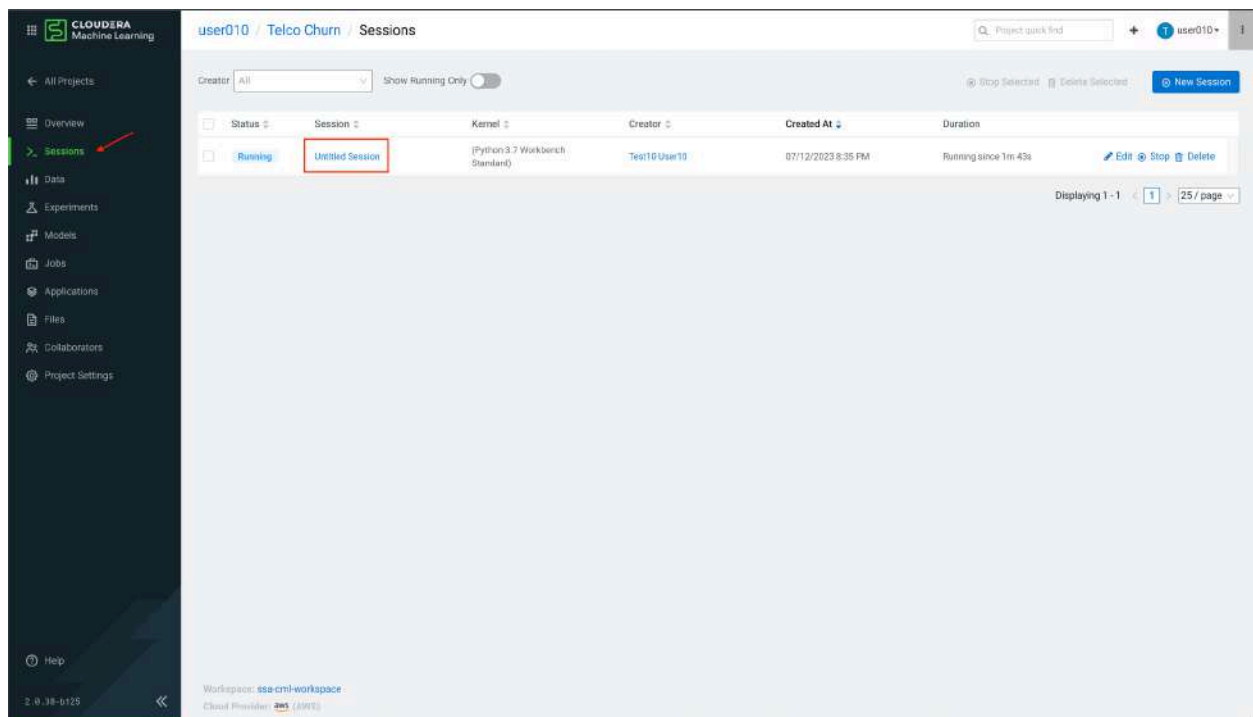 CLOUDERA
Machine Learning
user010 / Telco Churn / Sessions
Project quick find
+
T user010
All Projects
Creator All
Show Running Only
Stop Selected
Delete Selected
New Session
Overview
Sessions
Data
Experiments
Models
Jobs
Applications
Files
Collaborators
Project Settings
Status Session Kernel Creator Created At Duration
Running Untitled Session (Python 3.7 Workbench Standard) Test10 User10 07/12/2023 8:35 PM Running since 1m 43s Edit Stop Delete
Displaying 1 - 1 < 1 > 25 / page
Help
2.0.38-b125
Workspace: ssa-cml-workspace
Cloud Provider: aws (AWS)